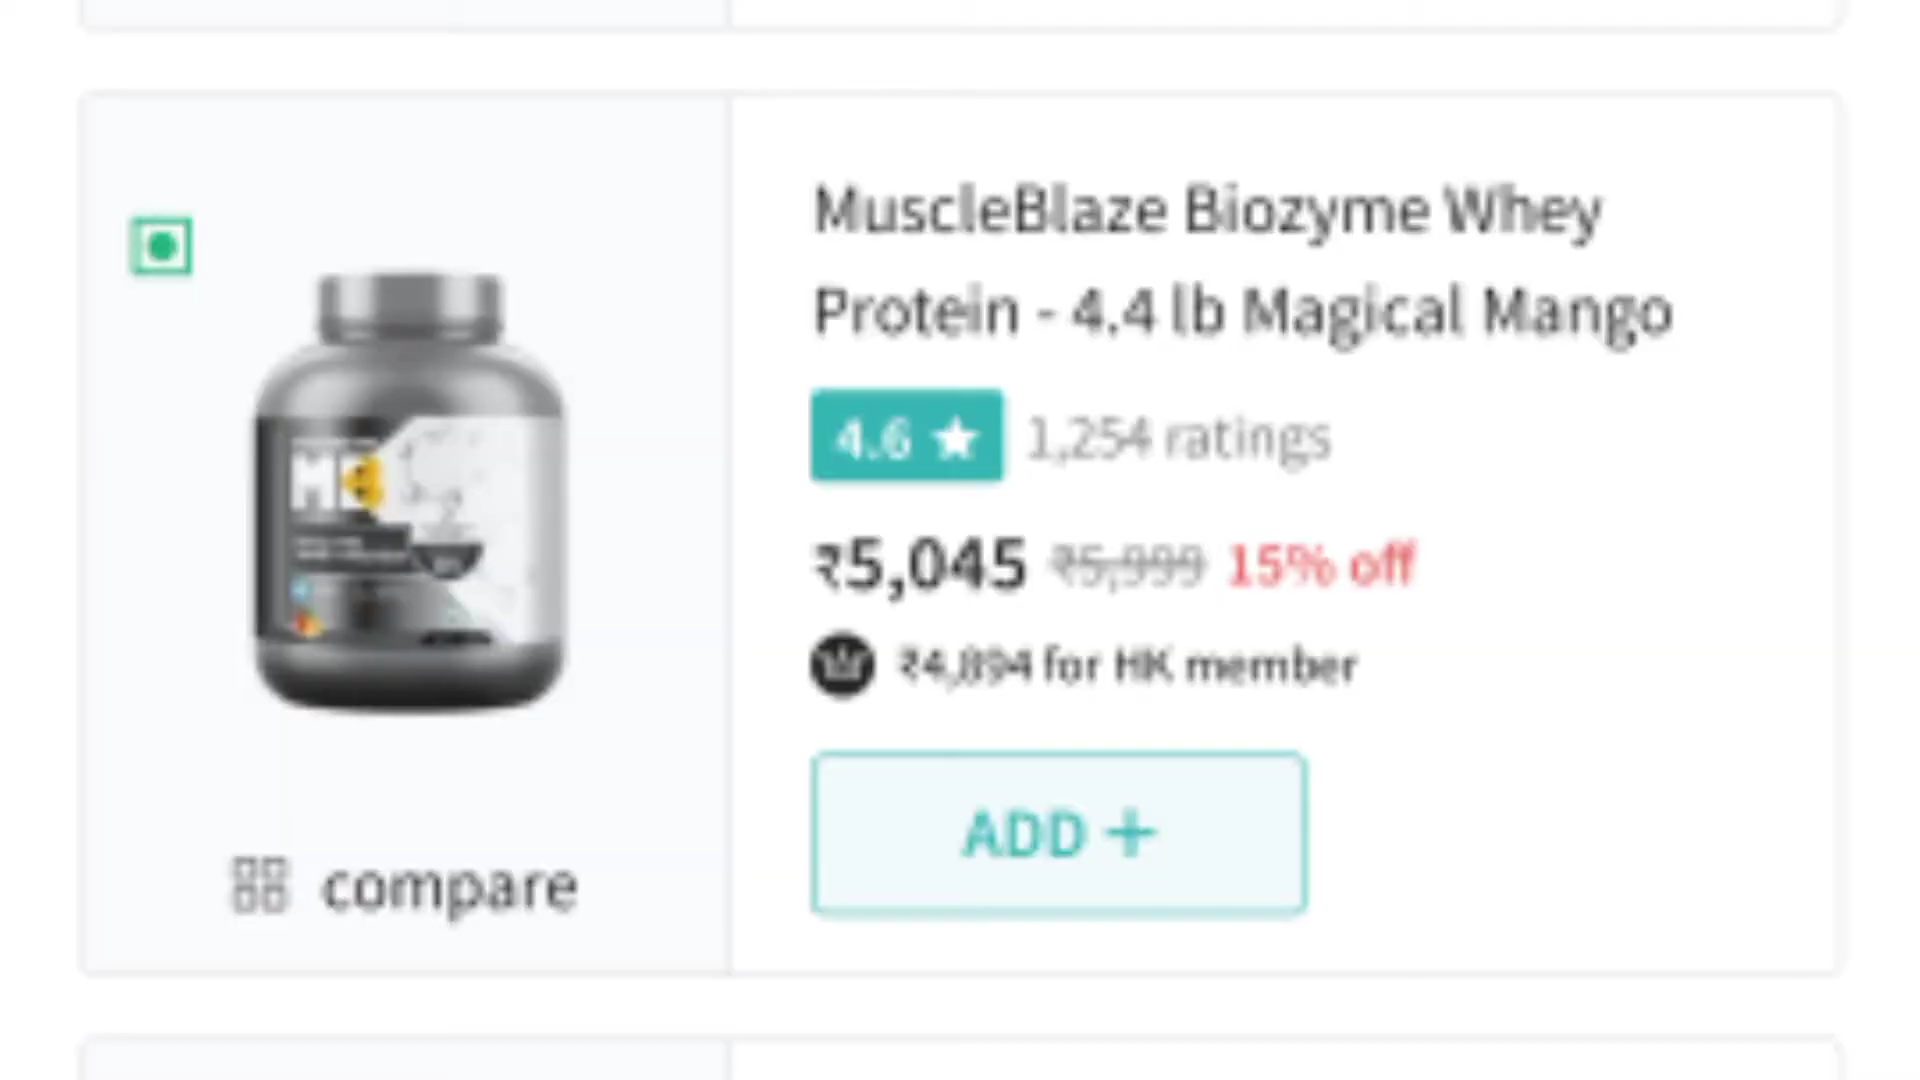 MuscleBlaze Biozyme Whey
Protein - 4.4 lb Magical Mango
4.6 ★ 1,254 ratings
₹5,045 ₹5,999 15% off
₹4,894 for HK member
ADD +
compare